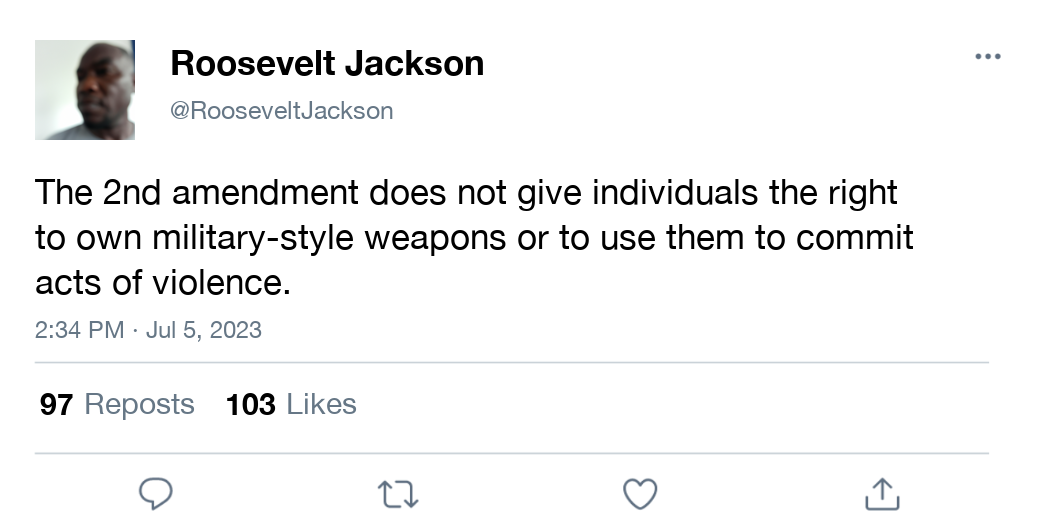 Roosevelt Jackson
@RooseveltJackson
The 2nd amendment does not give individuals the right
to own military-style weapons or to use them to commit
acts of violence.
2:34 PM · Jul 5, 2023
97 Reposts 103 Likes